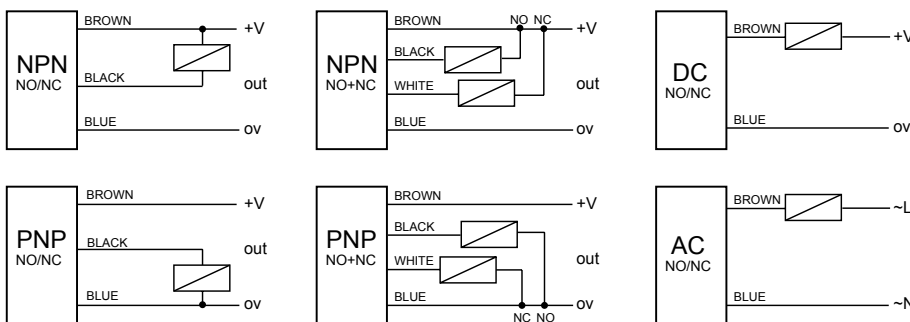 NPN
NO/NC
BROWN
+V
BLACK
out
BLUE
ov
NPN
NO+NC
BROWN
NO NC
+V
BLACK
WHITE
out
BLUE
ov
DC
NO/NC
BROWN
+V
BLUE
ov
PNP
NO/NC
BROWN
+V
BLACK
out
BLUE
ov
PNP
NO+NC
BROWN
+V
BLACK
WHITE
out
BLUE
ov
NC NO
AC
NO/NC
BROWN
~L
BLUE
~N